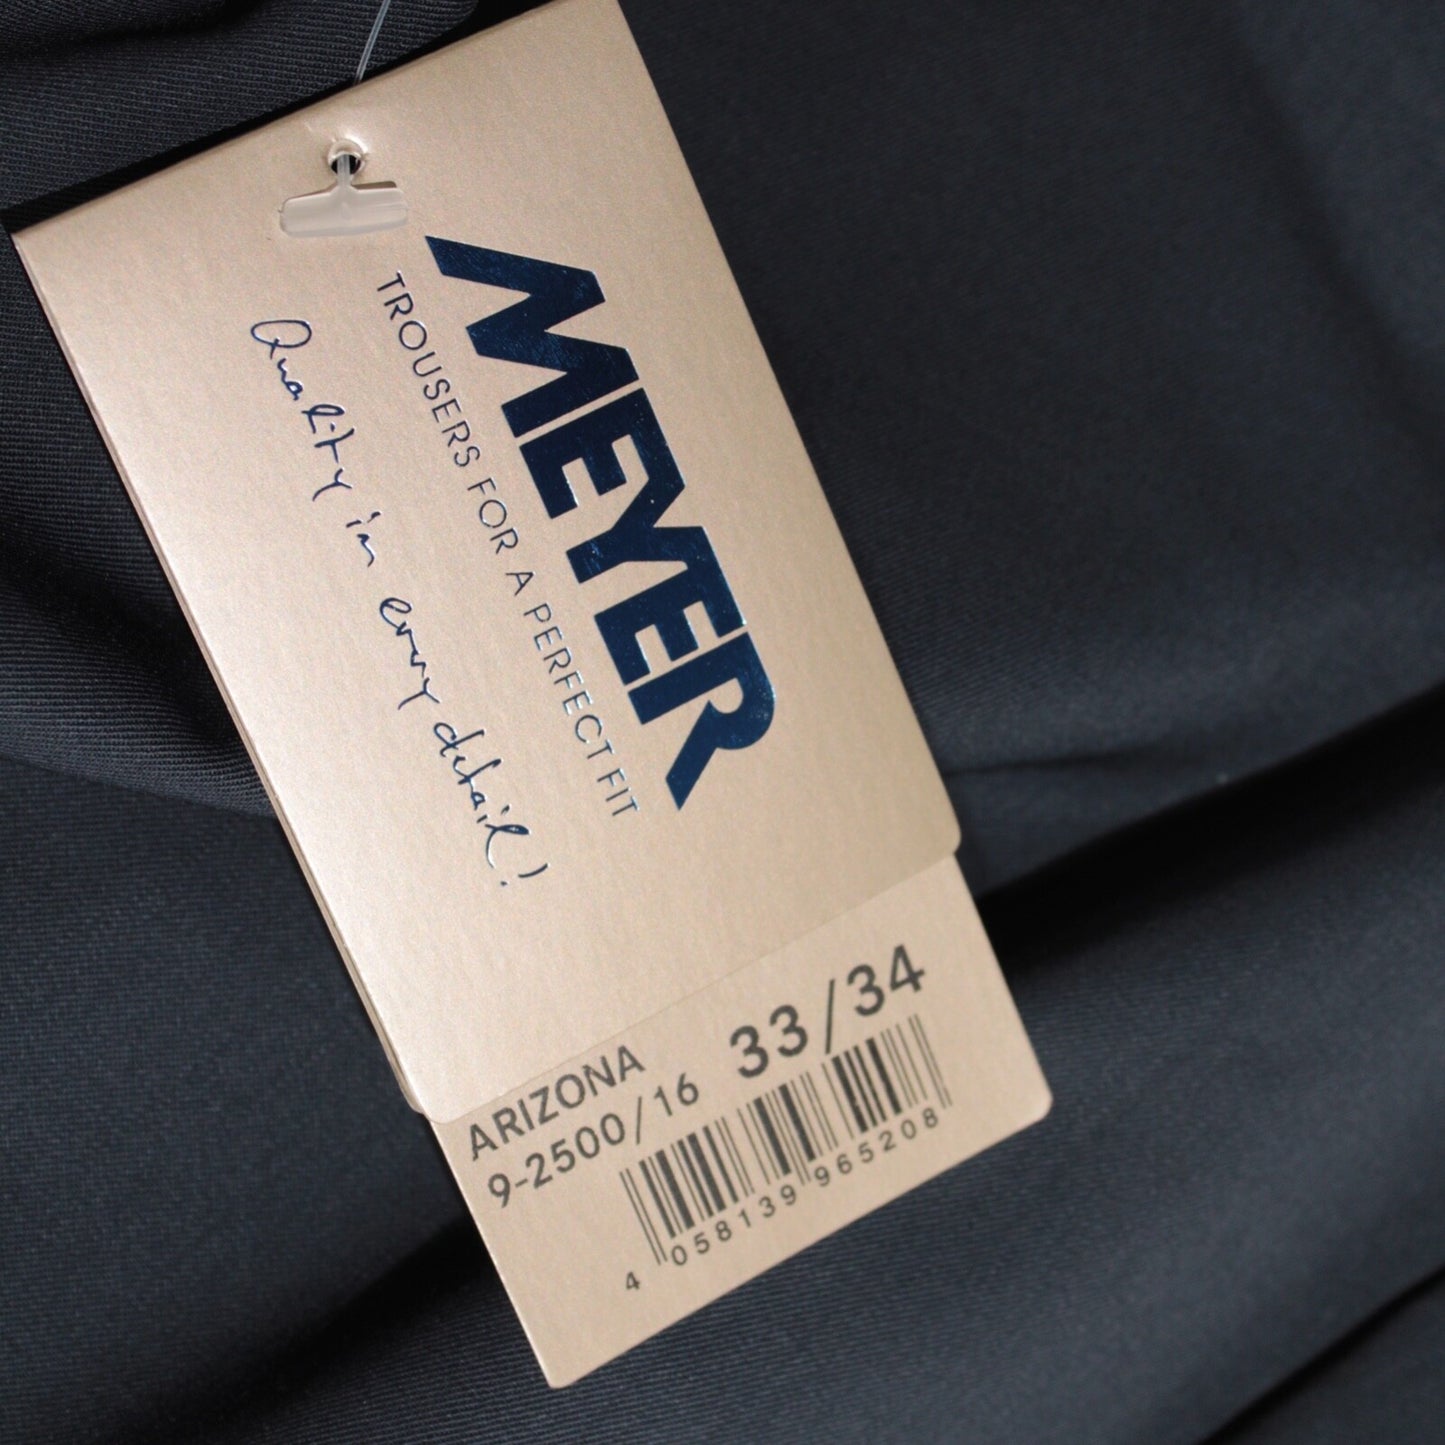 MEYER
TROUSERS FOR A PERFECT FIT
Quality in every detail!
ARIZONA
9-2500/16
33/34
4 058139 965208